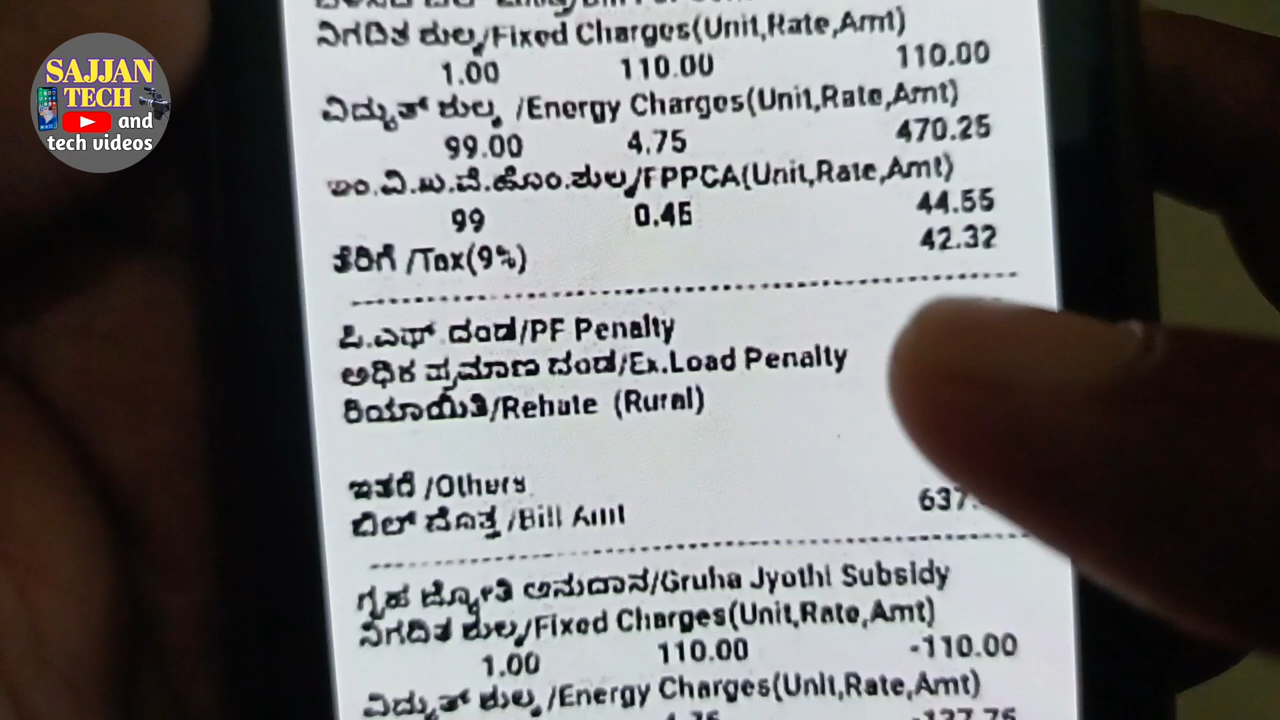 SAJJAN
TECH
and
tech videos
ನಿಗದಿತ ಶುಲ್ಕ/Fixed Charges(Unit,Rate,Amt)
1.00 110.00 110.00
ವಿದ್ಯುತ್ ಶುಲ್ಕ /Energy Charges(Unit,Rate,Amt)
99.00 4.75 470.25
ಇಂ.ವಿ.ಖ.ವೆ.ಹೊಂ.ಶುಲ್ಕ/FPPCA(Unit,Rate,Amt)
99 0.45 44.55
ತೆರಿಗೆ /Tax(9%) 42.32
ಪಿ.ಎಫ್ ದಂಡ/PF Penalty
ಅಧಿಕ ಪ್ರಮಾಣ ದಂಡ/Ex.Load Penalty
ರಿಯಾಯಿತಿ/Rebate (Rural)
ಇತರೆ /Others
ಬಿಲ್ ಮೊತ್ತ /Bill Amt 637.
ಗೃಹ ಜ್ಯೋತಿ ಅನುದಾನ/Gruha Jyothi Subsidy
ನಿಗದಿತ ಶುಲ್ಕ/Fixed Charges(Unit,Rate,Amt)
1.00 110.00 -110.00
ವಿದ್ಯುತ್ ಶುಲ್ಕ /Energy Charges(Unit,Rate,Amt)